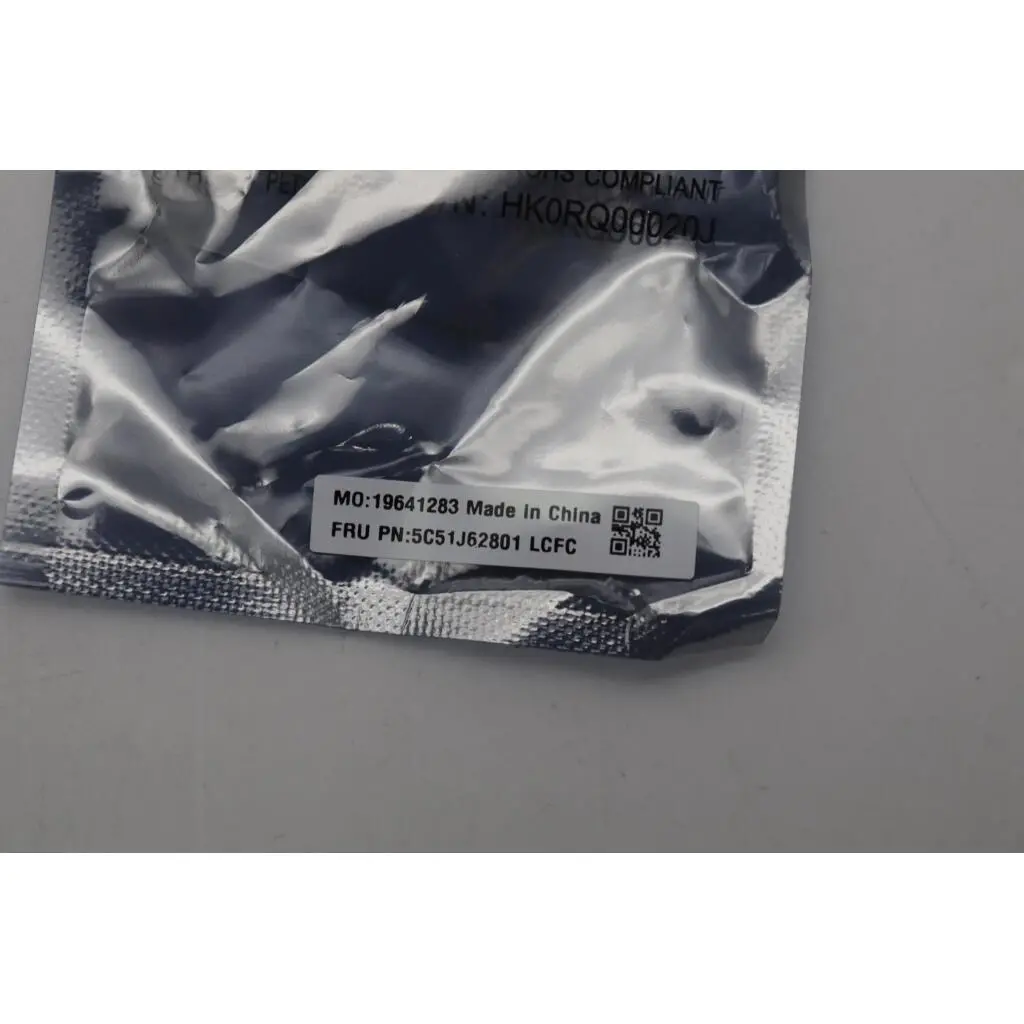 COMPLIANT
HK0RQ00020J
MO:19641283 Made in China
FRU PN:5C51J62801 LCFC